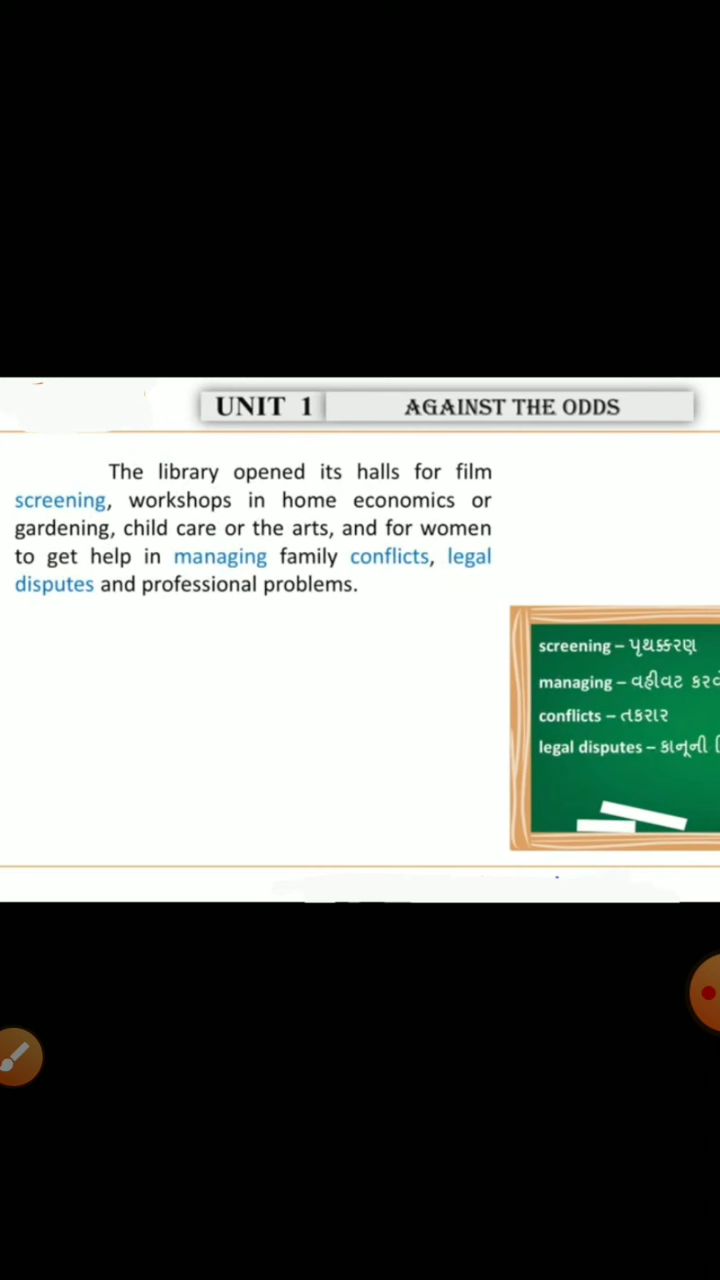 UNIT 1
AGAINST THE ODDS
The library opened its halls for film
screening, workshops in home economics or
gardening, child care or the arts, and for women
to get help in managing family conflicts, legal
disputes and professional problems.
screening – પૃથક્કરણ
managing – વહીવટ
conflicts – તકરાર
legal disputes – કાનૂની